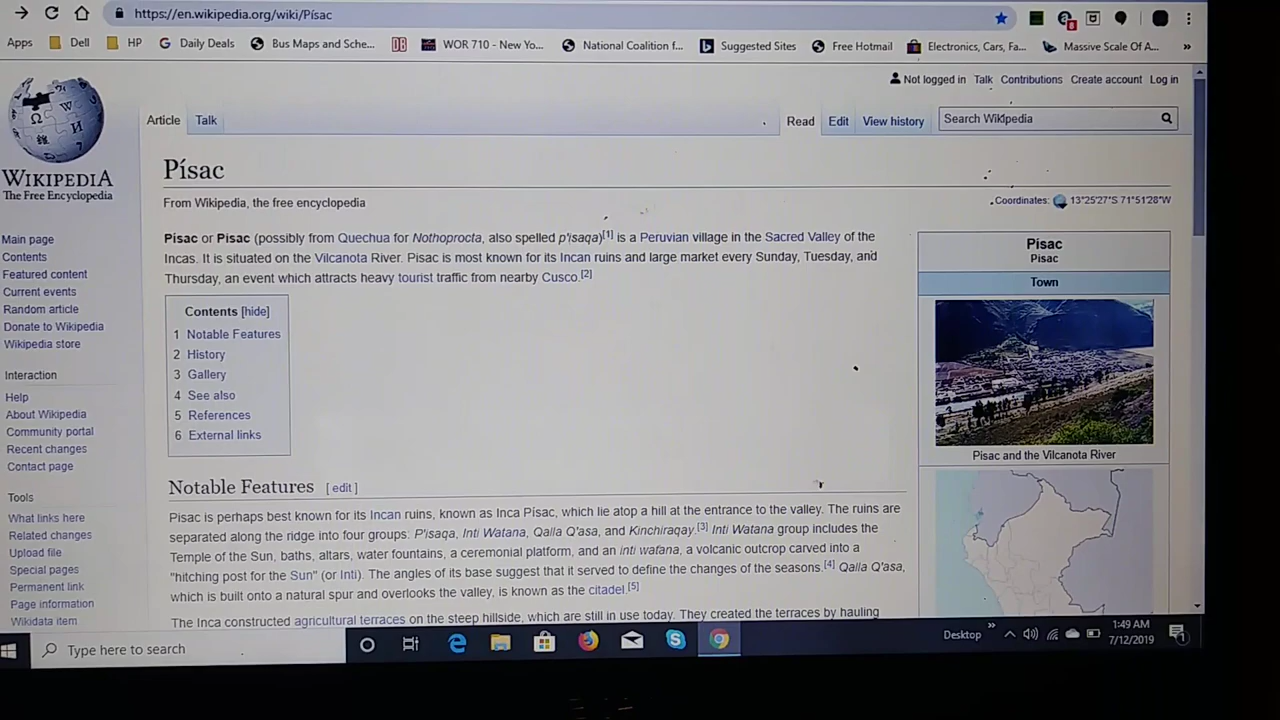 https://en.wikipedia.org/wiki/Písac
Apps Dell HP Daily Deals Bus Maps and Sche... DB WOR 710 - New Yo... National Coalition f... Suggested Sites Free Hotmail Electronics, Cars, Fa... Massive Scale Of A... »
Not logged in Talk Contributions Create account Log in
Article Talk Read Edit View history Search Wikipedia
WIKIPEDIA
The Free Encyclopedia
Písac
From Wikipedia, the free encyclopedia
Coordinates: 13°25′27″S 71°51′28″W
Písac or Pisac (possibly from Quechua for Nothoprocta, also spelled p'isaqa)[1] is a Peruvian village in the Sacred Valley of the
Incas. It is situated on the Vilcanota River. Pisac is most known for its Incan ruins and large market every Sunday, Tuesday, and
Thursday, an event which attracts heavy tourist traffic from nearby Cusco.[2]
Contents [hide]
1 Notable Features
2 History
3 Gallery
4 See also
5 References
6 External links
Notable Features [ edit ]
Pisac is perhaps best known for its Incan ruins, known as Inca Písac, which lie atop a hill at the entrance to the valley. The ruins are
separated along the ridge into four groups: P'isaqa, Inti Watana, Qalla Q'asa, and Kinchiraqay.[3] Inti Watana group includes the
Temple of the Sun, baths, altars, water fountains, a ceremonial platform, and an inti watana, a volcanic outcrop carved into a
"hitching post for the Sun" (or Inti). The angles of its base suggest that it served to define the changes of the seasons.[4] Qalla Q'asa,
which is built onto a natural spur and overlooks the valley, is known as the citadel.[5]
The Inca constructed agricultural terraces on the steep hillside, which are still in use today. They created the terraces by hauling
Písac
Pisac
Town
Pisac and the Vilcanota River
Main page
Contents
Featured content
Current events
Random article
Donate to Wikipedia
Wikipedia store
Interaction
Help
About Wikipedia
Community portal
Recent changes
Contact page
Tools
What links here
Related changes
Upload file
Special pages
Permanent link
Page information
Wikidata item
Type here to search
Desktop »
1:49 AM
7/12/2019
1